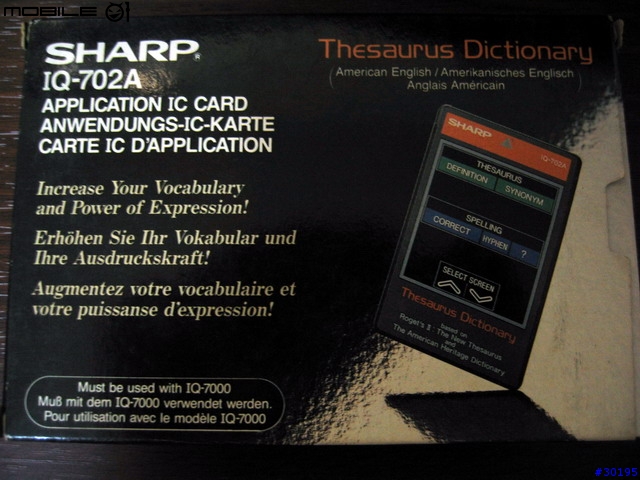 MOBILE01
SHARP®
IQ-702A
APPLICATION IC CARD
ANWENDUNGS-IC-KARTE
CARTE IC D'APPLICATION
Thesaurus Dictionary
(American English / Amerikanisches Englisch
Anglais Américain)
Increase Your Vocabulary
and Power of Expression!
Erhöhen Sie Ihr Vokabular und
Ihre Ausdruckskraft!
Augmentez votre vocabulaire et
votre puissanse d'expression!
SHARP
IQ-702A
THESAURUS
DEFINITION SYNONYM
SPELLING
CORRECT HYPHEN ?
SELECT SCREEN
Thesaurus Dictionary
based on
Roget's II : The New Thesaurus
and
The American Heritage Dictionary
Must be used with IQ-7000
Muß mit dem IQ-7000 verwendet werden.
Pour utilisation avec le modèle IQ-7000
#30195